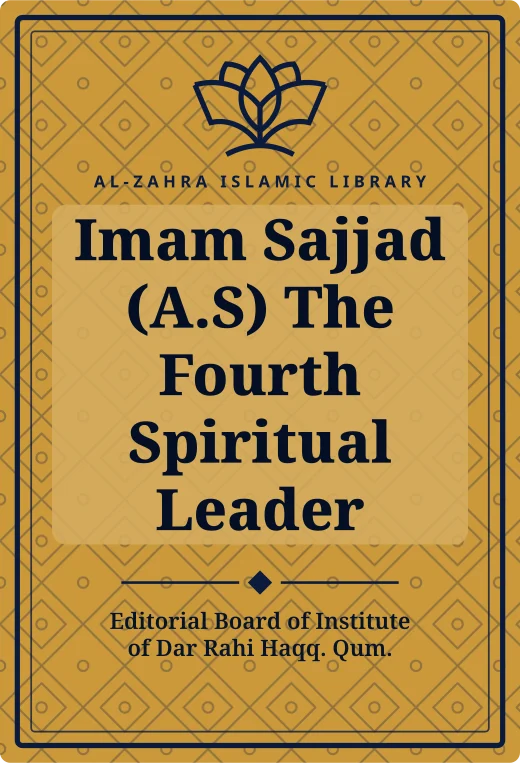 AL-ZAHRA ISLAMIC LIBRARY
Imam Sajjad
(A.S) The
Fourth
Spiritual
Leader
Editorial Board of Institute
of Dar Rahi Haqq. Qum.